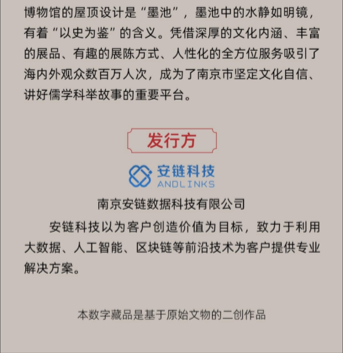 博物馆的屋顶设计是“墨池”，墨池中的水静如明镜，
有着“以史为鉴”的含义。凭借深厚的文化内涵、丰富
的展品、有趣的展陈方式、人性化的全方位服务吸引了
海内外观众数百万人次，成为了南京市坚定文化自信、
讲好儒学科举故事的重要平台。
发行方
安链科技
ANDLINKS
南京安链数据科技有限公司
安链科技以为客户创造价值为目标，致力于利用
大数据、人工智能、区块链等前沿技术为客户提供专业
解决方案。
本数字藏品是基于原始文物的二创作品